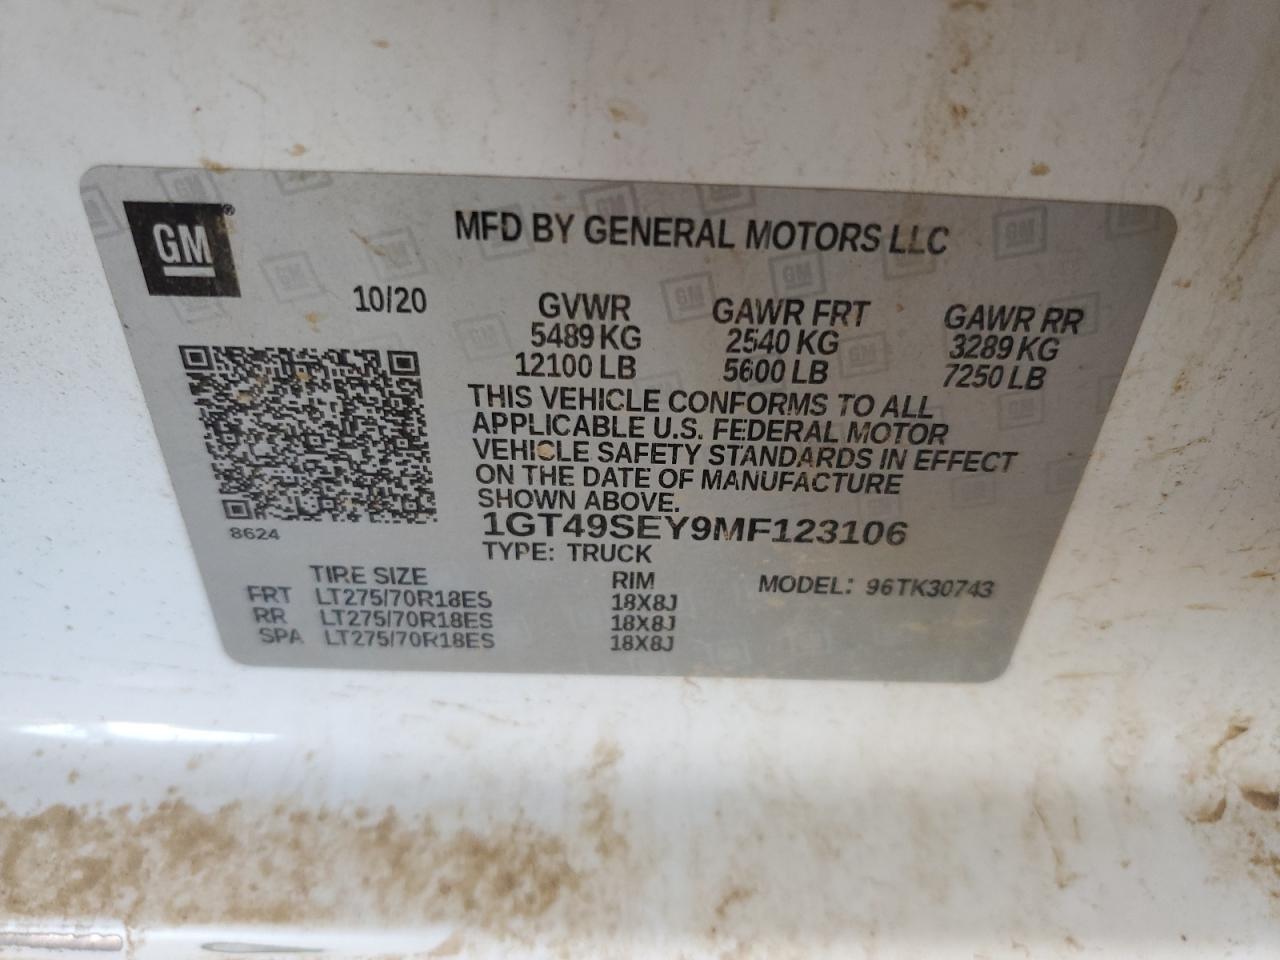 GM®
MFD BY GENERAL MOTORS LLC
10/20 GVWR GAWR FRT GAWR RR
5489 KG 2540 KG 3289 KG
12100 LB 5600 LB 7250 LB
THIS VEHICLE CONFORMS TO ALL
APPLICABLE U.S. FEDERAL MOTOR
VEHICLE SAFETY STANDARDS IN EFFECT
ON THE DATE OF MANUFACTURE
SHOWN ABOVE.
8624
1GT49SEY9MF123106
TYPE: TRUCK
TIRE SIZE RIM MODEL: 96TK30743
FRT LT275/70R18ES 18X8J
RR LT275/70R18ES 18X8J
SPA LT275/70R18ES 18X8J